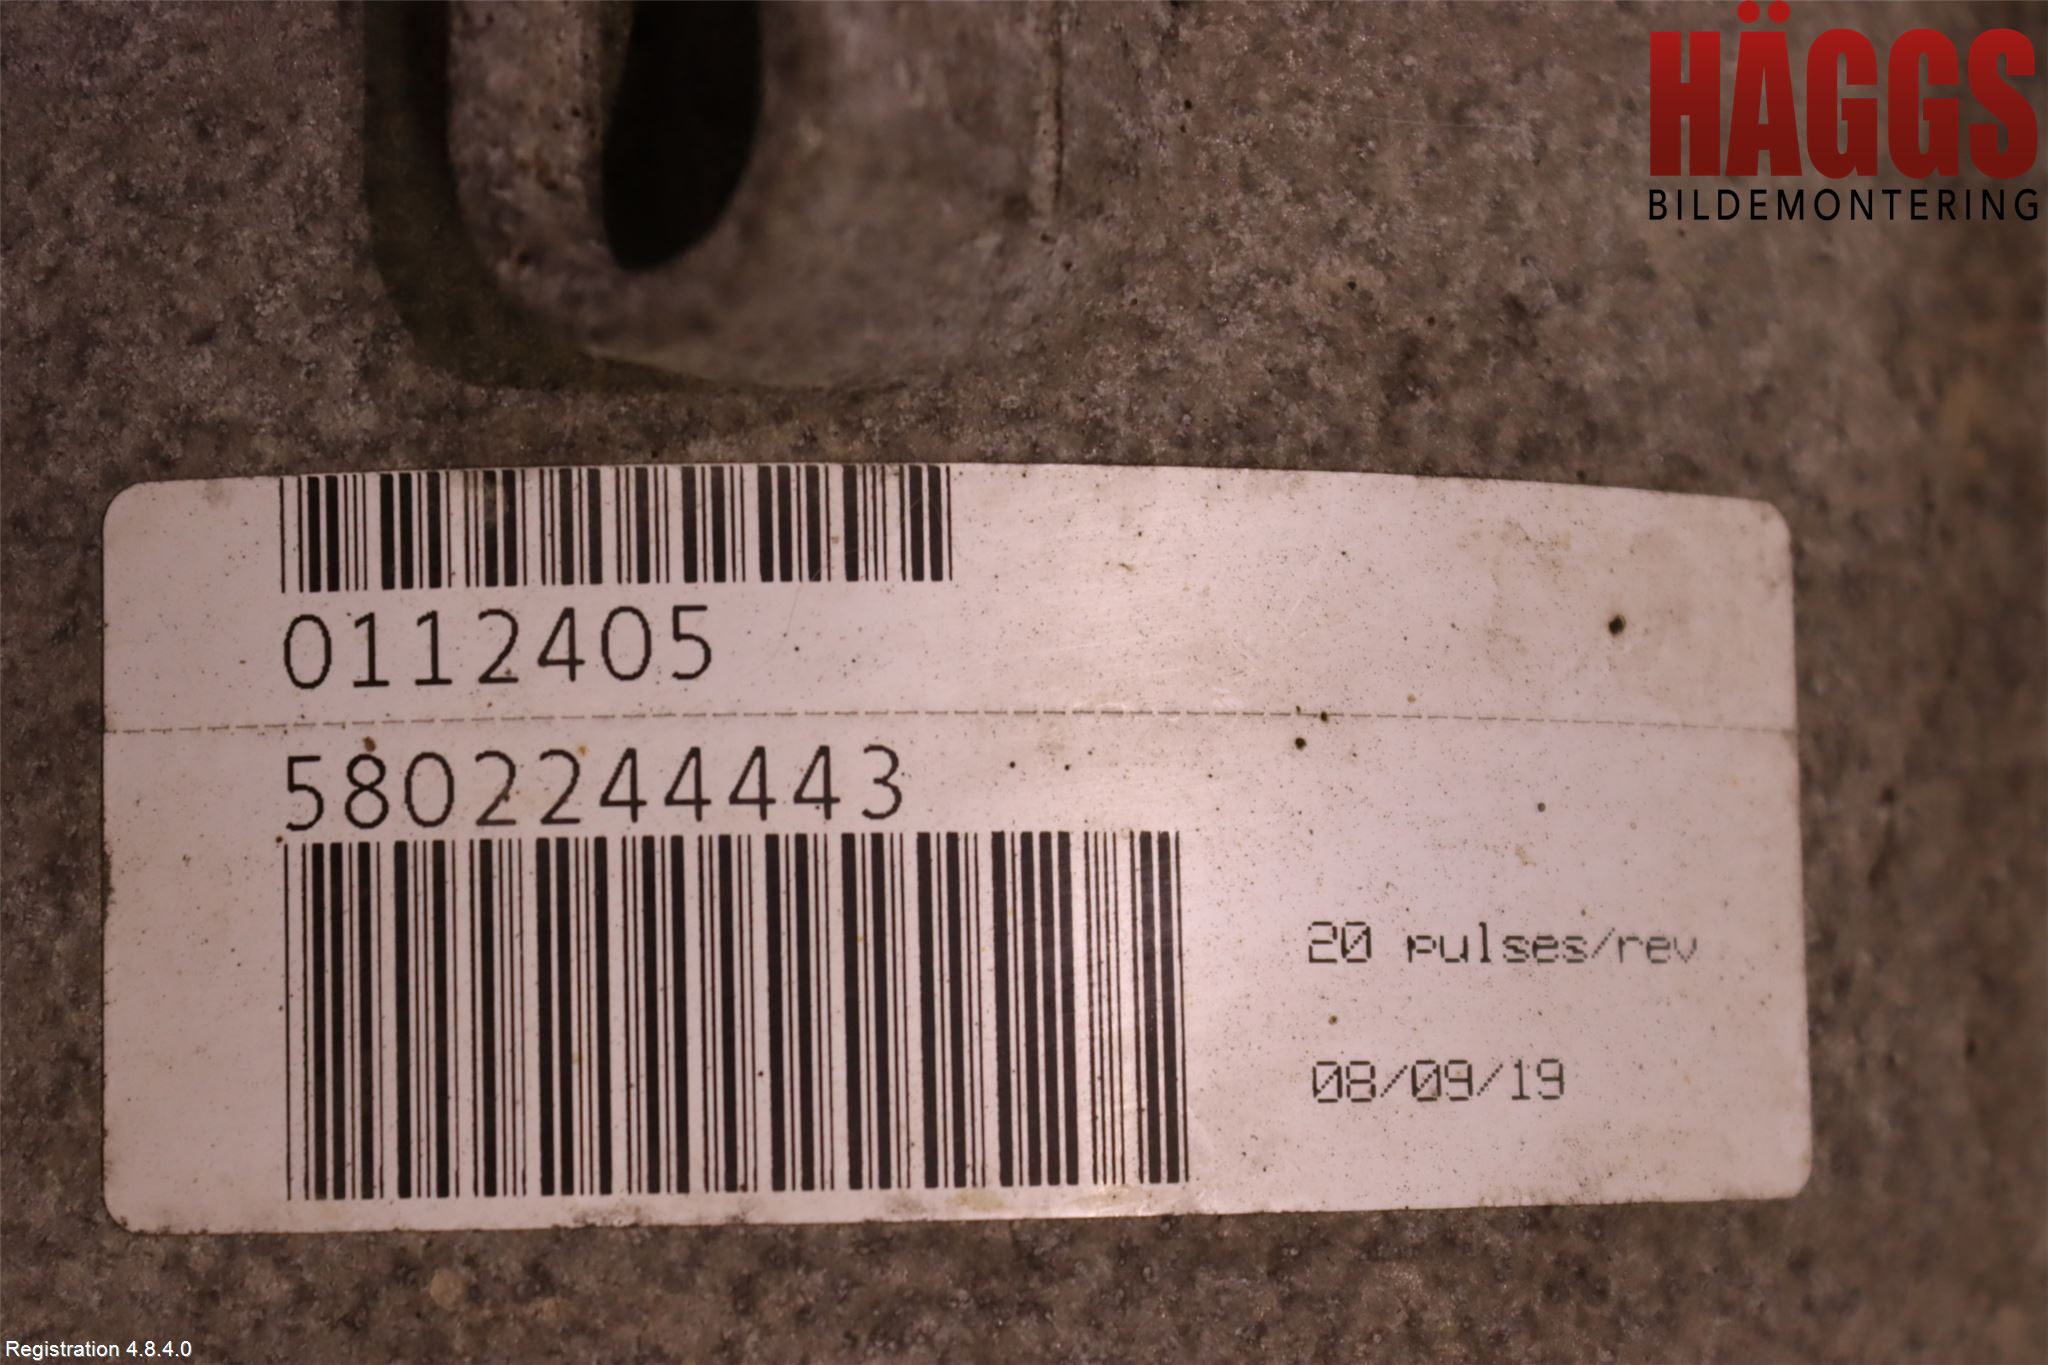 HÄGGS
BILDEMONTERING
0112405
5802244443
20 pulses/rev
08/09/19
Registration 4.8.4.0